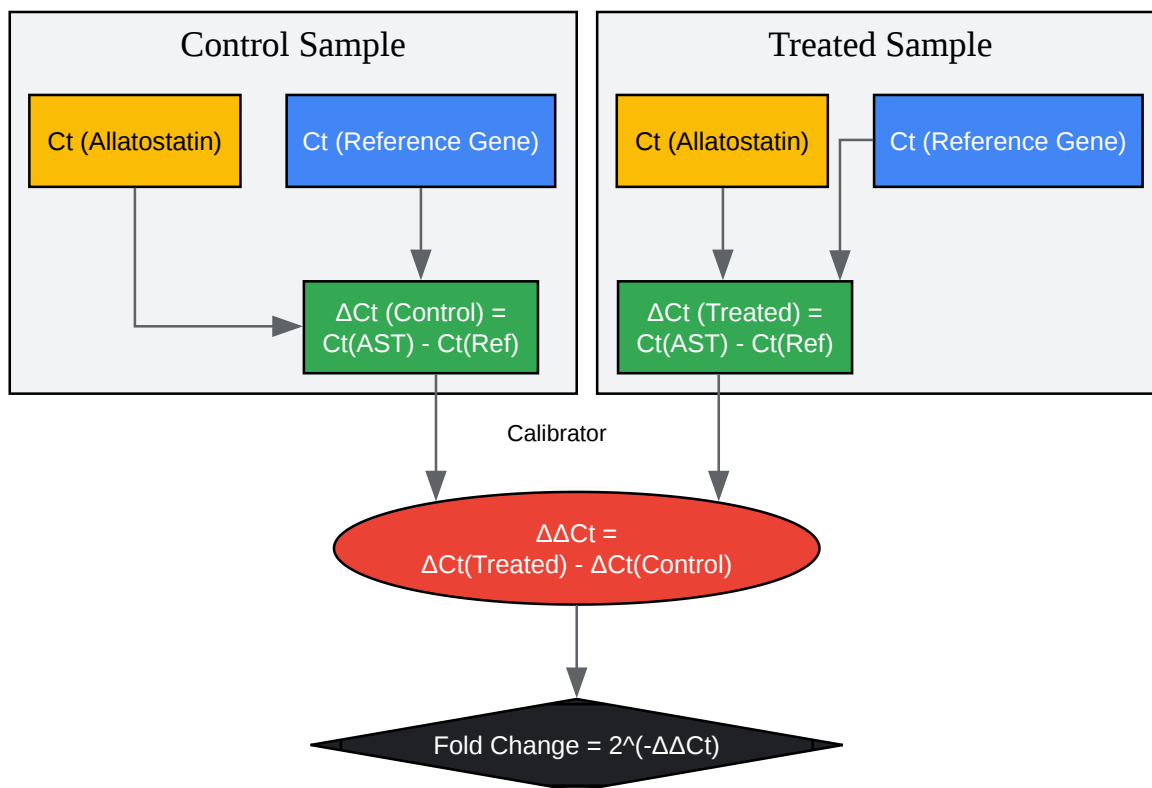 Control Sample
Ct (Allatostatin)
Ct (Reference Gene)
ΔCt (Control) =
Ct(AST) - Ct(Ref)
Treated Sample
Ct (Allatostatin)
Ct (Reference Gene)
ΔCt (Treated) =
Ct(AST) - Ct(Ref)
Calibrator
ΔΔCt =
ΔCt(Treated) - ΔCt(Control)
Fold Change = 2^(-ΔΔCt)